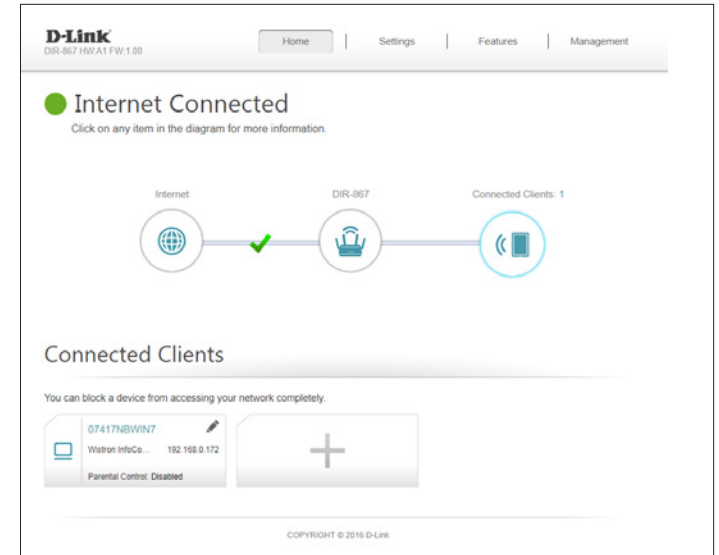 D-Link
DIR-867 HW:A1 FW:1.00
Home | Settings | Features | Management
Internet Connected
Click on any item in the diagram for more information.
Internet DIR-867 Connected Clients: 1
Connected Clients
You can block a device from accessing your network completely.
07417NBWIN7
Wistron InfoCo... 192.168.0.172
Parental Control: Disabled
COPYRIGHT © 2016 D-Link